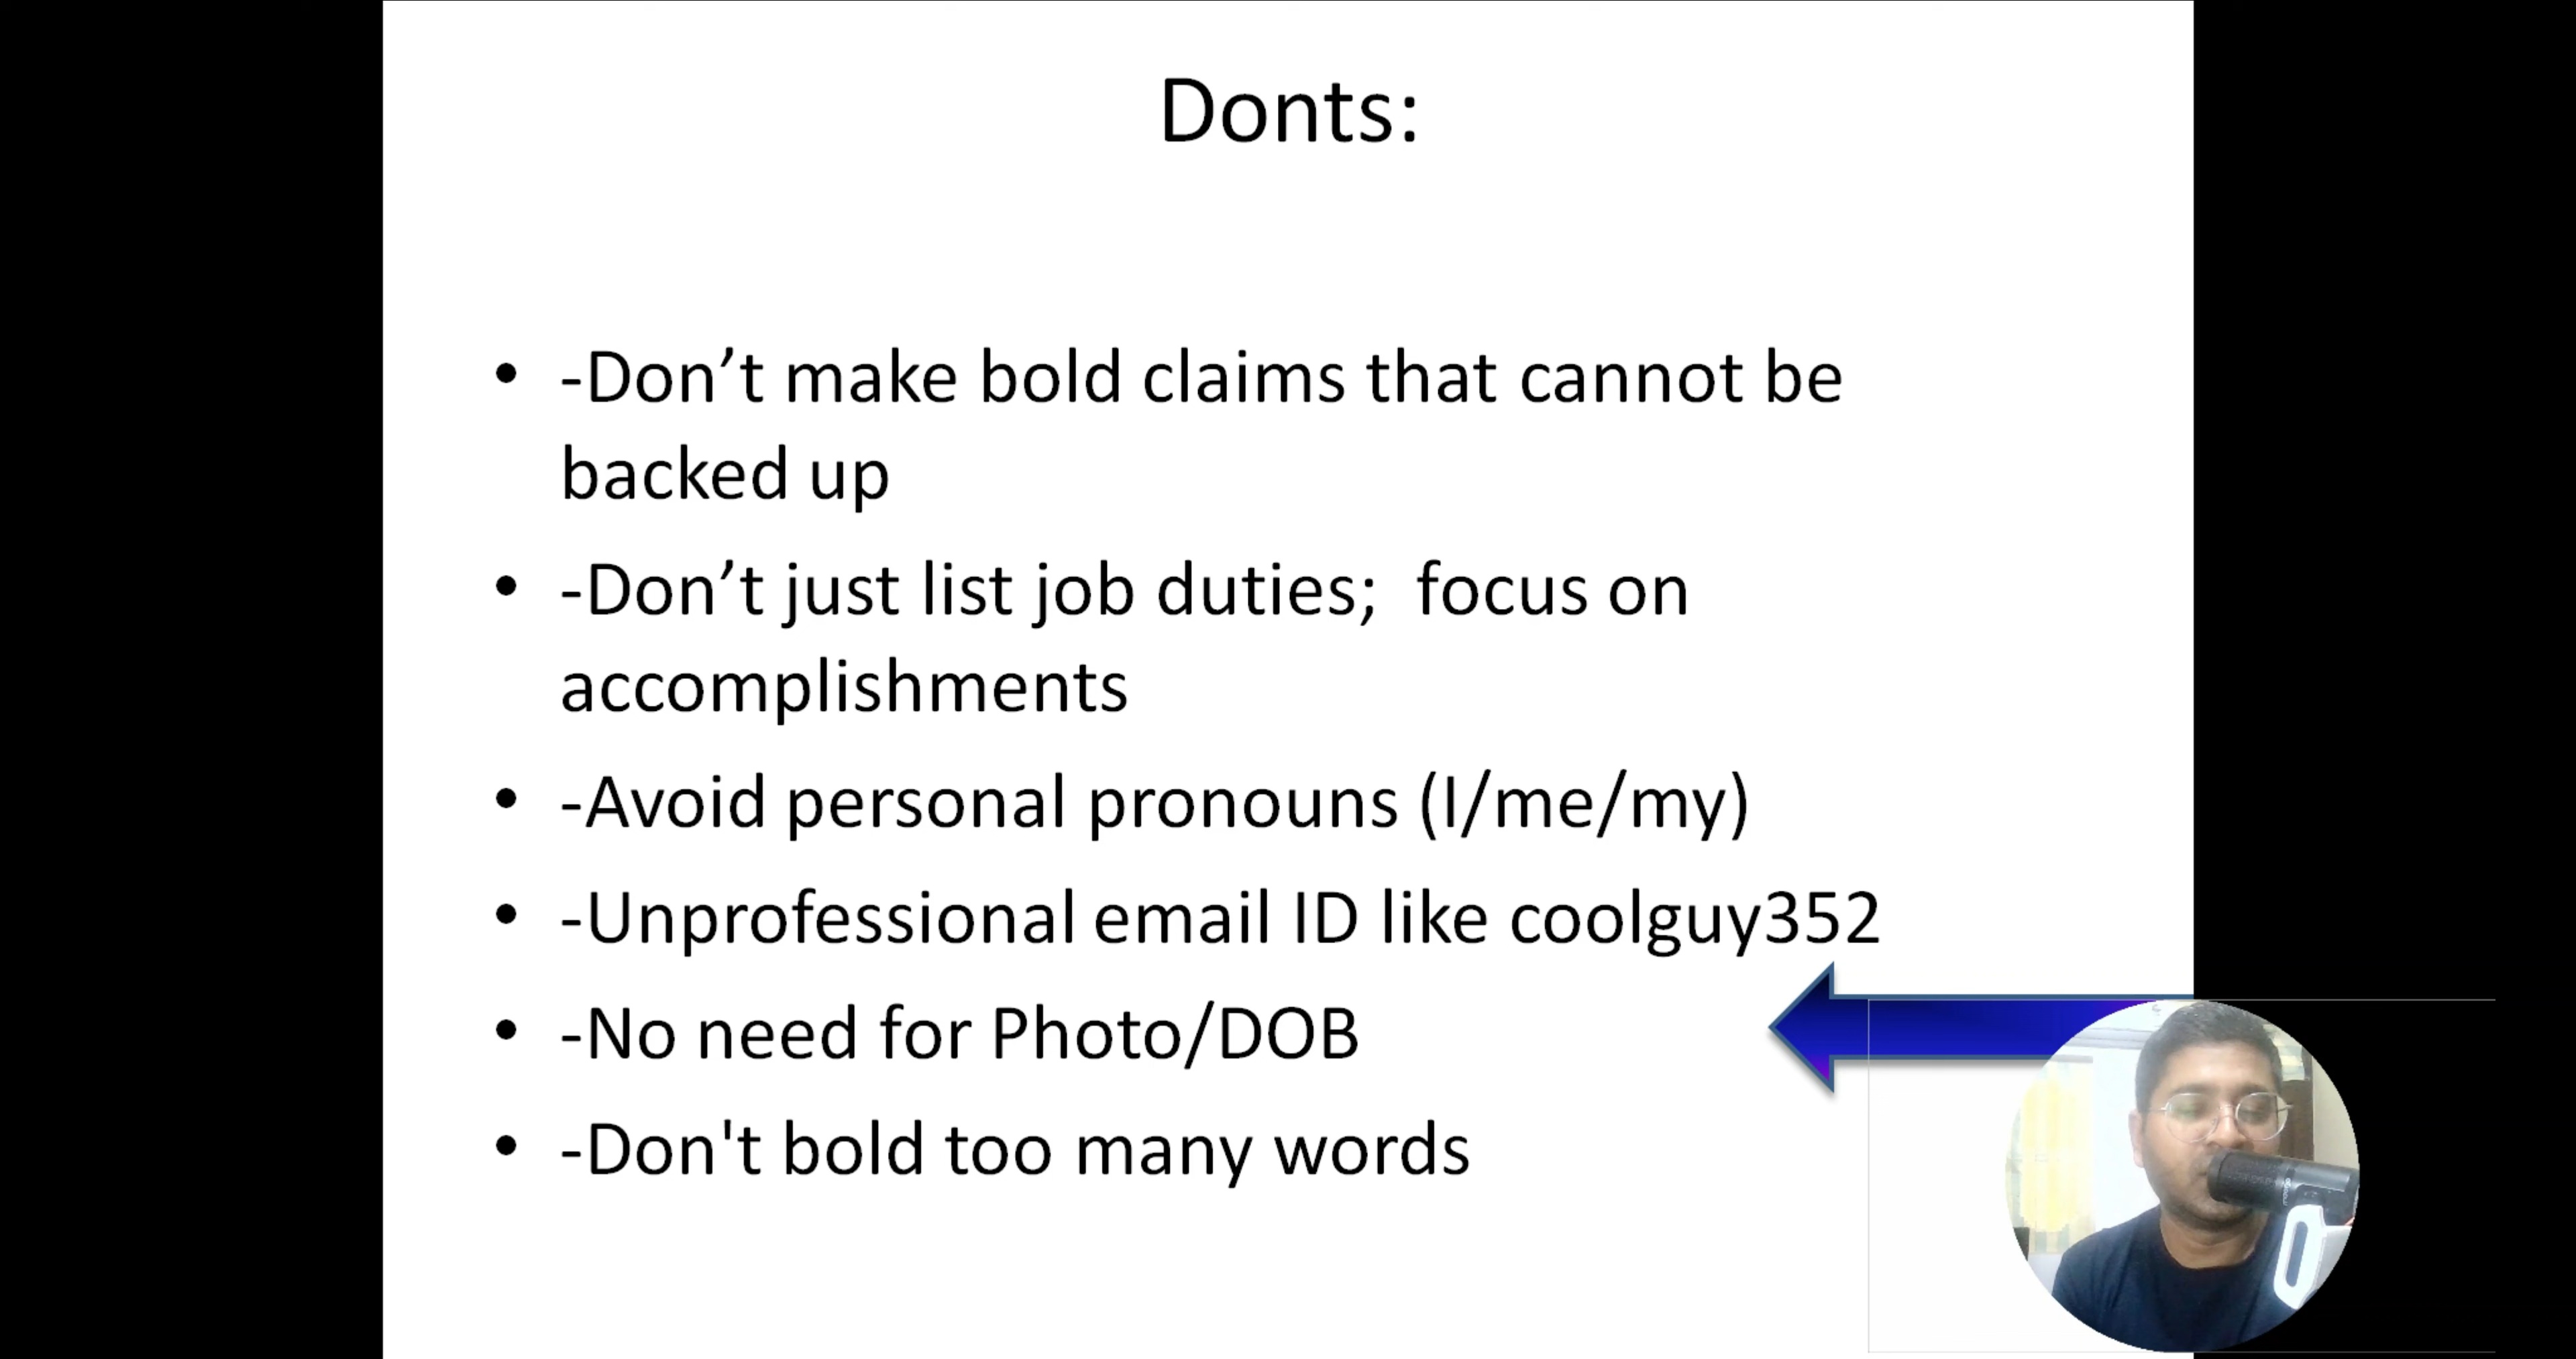 Donts:
• -Don’t make bold claims that cannot be
backed up
• -Don’t just list job duties;  focus on
accomplishments
• -Avoid personal pronouns (I/me/my)
• -Unprofessional email ID like coolguy352
• -No need for Photo/DOB
• -Don't bold too many words